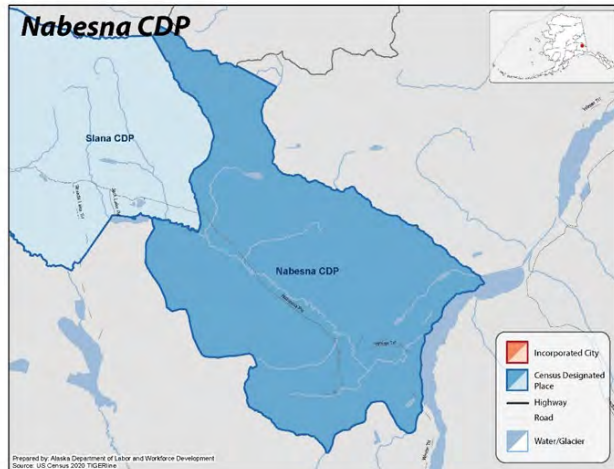 Nabesna CDP
Slana CDP
Nabesna CDP
Incorporated City
Census Designated
Place
Highway
Road
Water/Glacier
Prepared by: Alaska Department of Labor and Workforce Development
Source: US Census 2020 TIGERline